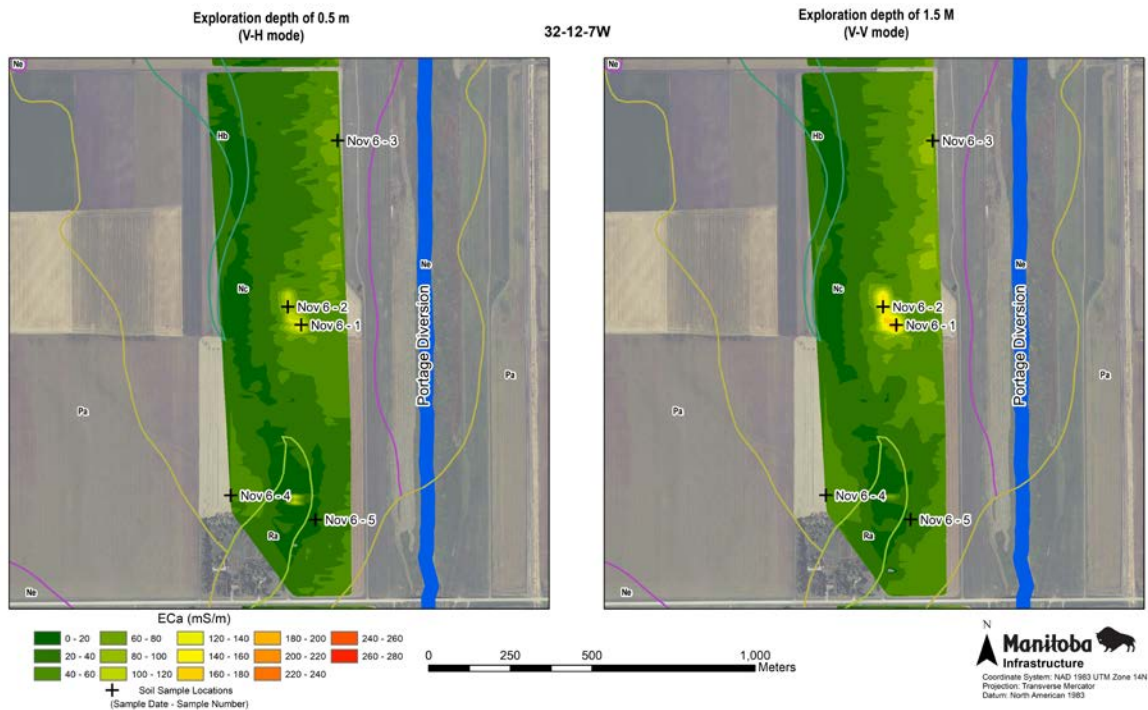 Exploration depth of 0.5 m
(V-H mode)
32-12-7W
Exploration depth of 1.5 M
(V-V mode)
Ne
Hb
Nov 6 - 3
Nc
Nov 6 - 2
Nov 6 - 1
Ne
Portage Diversion
Pa
Pa
Nov 6 - 4
Nov 6 - 5
Ra
Ne
Ne
Hb
Nov 6 - 3
Nc
Nov 6 - 2
Nov 6 - 1
Ne
Portage Diversion
Pa
Pa
Nov 6 - 4
Nov 6 - 5
Ra
Ne
ECa (mS/m)
0 - 20
60 - 80
120 - 140
180 - 200
240 - 260
20 - 40
80 - 100
140 - 160
200 - 220
260 - 280
40 - 60
100 - 120
160 - 180
220 - 240
Soil Sample Locations
(Sample Date - Sample Number)
0 250 500 1,000
Meters
N
Manitoba
Infrastructure
Coordinate System: NAD 1983 UTM Zone 14N
Projection: Transverse Mercator
Datum: North American 1983